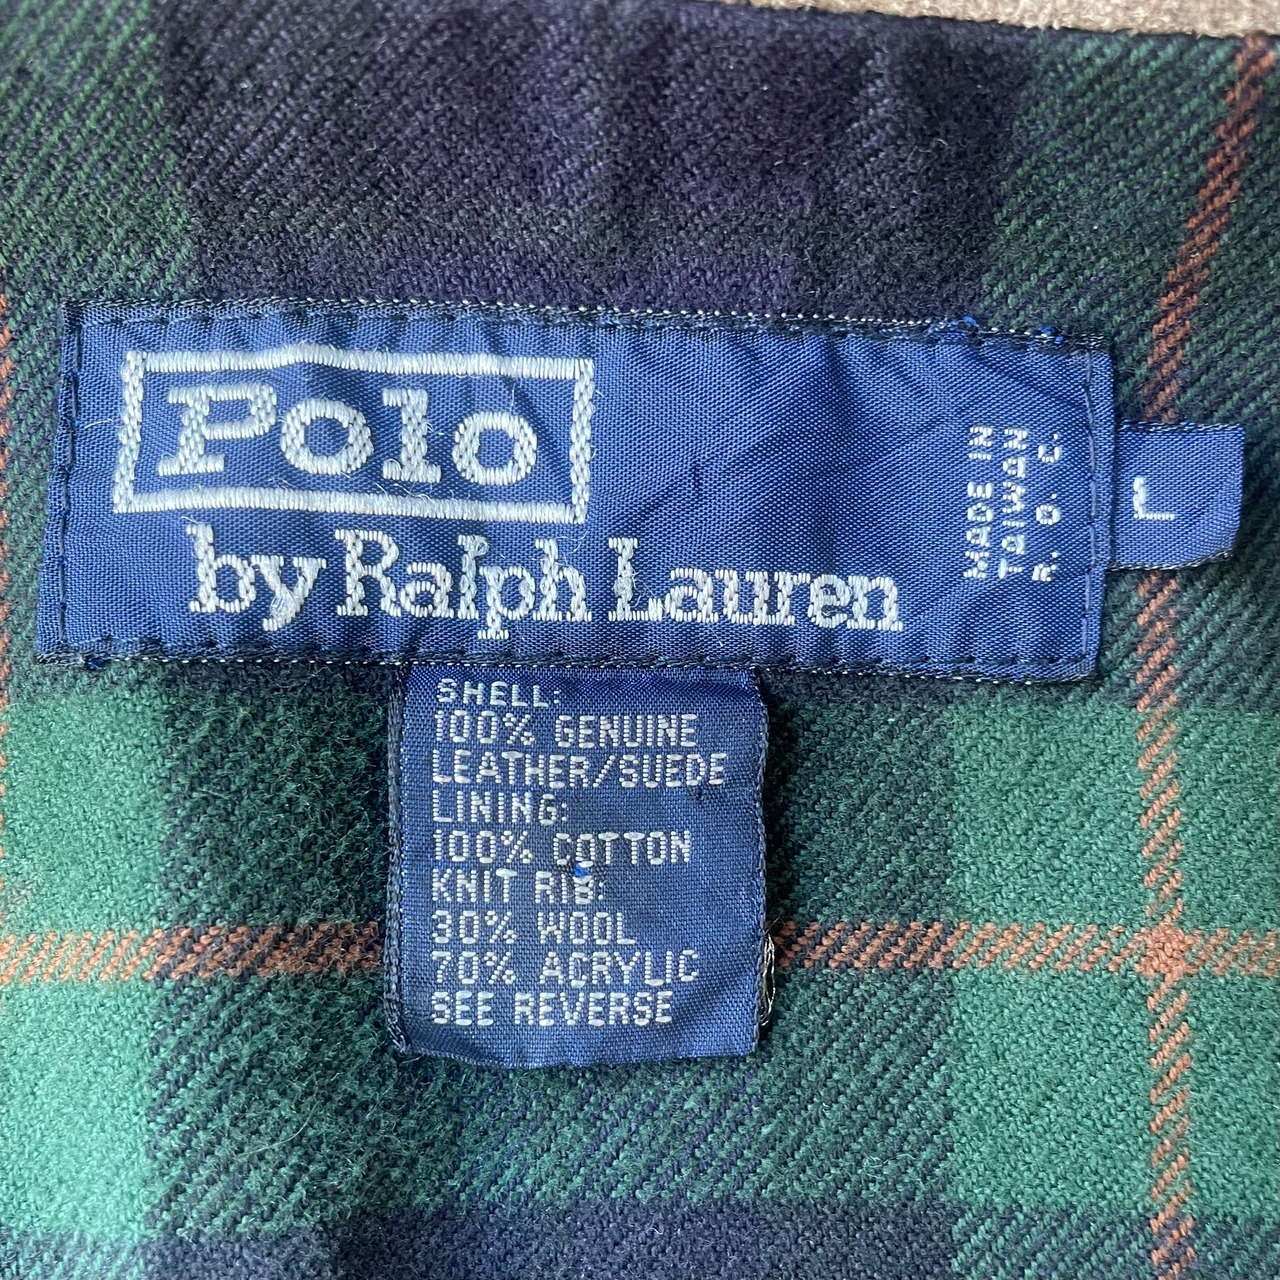 Polo
by Ralph Lauren
MADE IN
TAIWAN
R.O.C.
L
SHELL:
100% GENUINE
LEATHER/SUEDE
LINING:
100% COTTON
KNIT RIB:
30% WOOL
70% ACRYLIC
SEE REVERSE